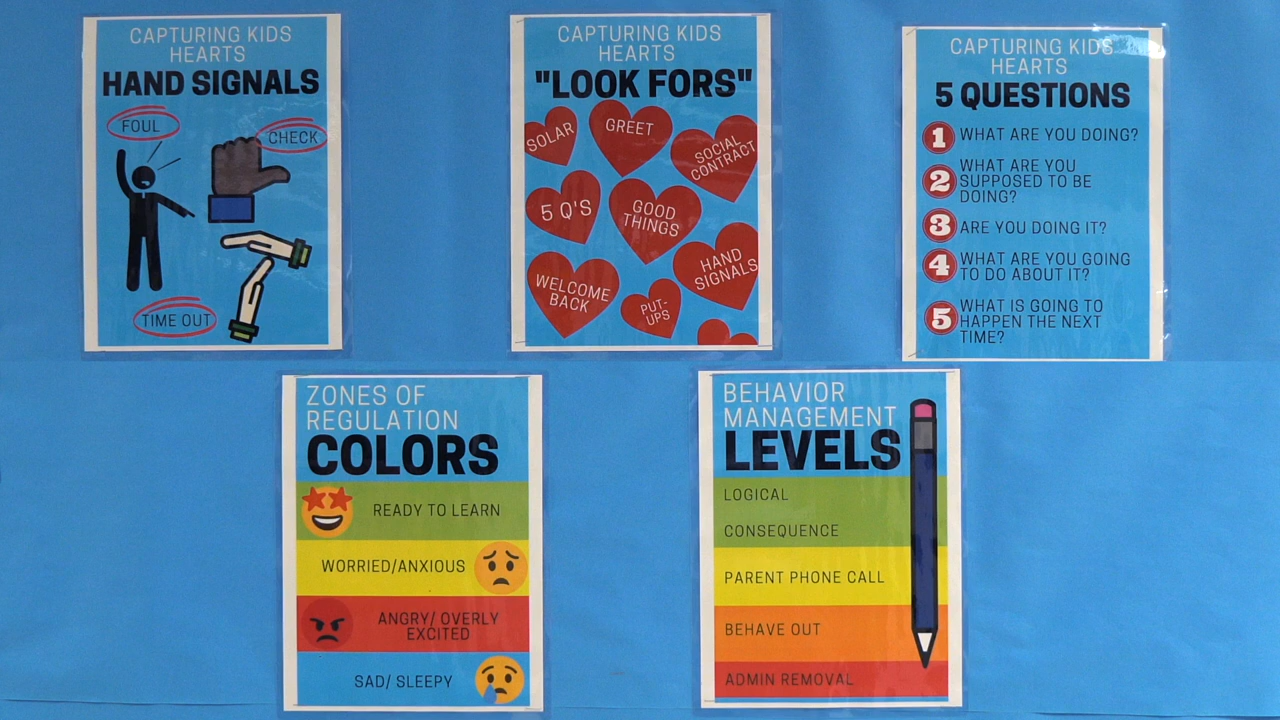 CAPTURING KIDS
HEARTS
HAND SIGNALS
FOUL
CHECK
TIME OUT
CAPTURING KIDS
HEARTS
"LOOK FORS"
SOLAR
GREET
SOCIAL
CONTRACT
5 Q'S
GOOD
THINGS
HAND
SIGNALS
WELCOME
BACK
PUT-
UPS
CAPTURING KIDS
HEARTS
5 QUESTIONS
1 WHAT ARE YOU DOING?
2 WHAT ARE YOU
SUPPOSED TO BE
DOING?
3 ARE YOU DOING IT?
4 WHAT ARE YOU GOING
TO DO ABOUT IT?
5 WHAT IS GOING TO
HAPPEN THE NEXT
TIME?
ZONES OF
REGULATION
COLORS
READY TO LEARN
WORRIED/ANXIOUS
ANGRY/ OVERLY
EXCITED
SAD/ SLEEPY
BEHAVIOR
MANAGEMENT
LEVELS
LOGICAL
CONSEQUENCE
PARENT PHONE CALL
BEHAVE OUT
ADMIN REMOVAL